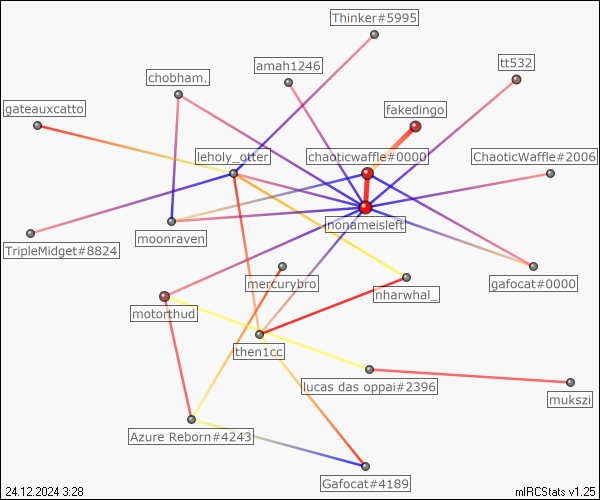 Thinker#5995
amah1246
tt532
chobham.
gateauxcatto
fakedingo
leholy_otter
chaoticwaffle#0000
ChaoticWaffle#2006
nonameisleft
moonraven
TripleMidget#8824
mercurybro
gafocat#0000
nharwhal_
motorthud
then1cc
lucas das oppai#2396
mukszi
Azure Reborn#4243
Gafocat#4189
24.12.2024 3:28
mIRCStats v1.25